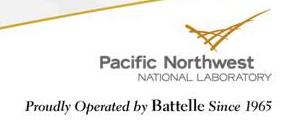 Pacific Northwest
NATIONAL LABORATORY
Proudly Operated by Battelle Since 1965